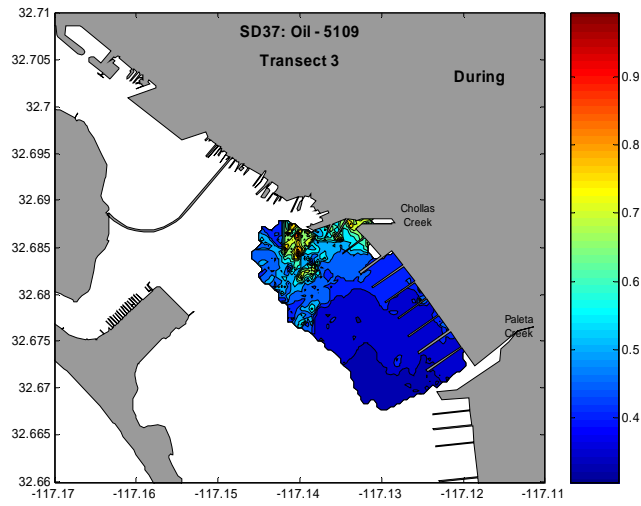 32.71
SD37: Oil - 5109
Transect 3
During
32.705
32.7
32.695
32.69
32.685
32.68
32.675
32.67
32.665
32.66
Chollas
Creek
Paleta
Creek
-117.17 -117.16 -117.15 -117.14 -117.13 -117.12 -117.11
0.9
0.8
0.7
0.6
0.5
0.4